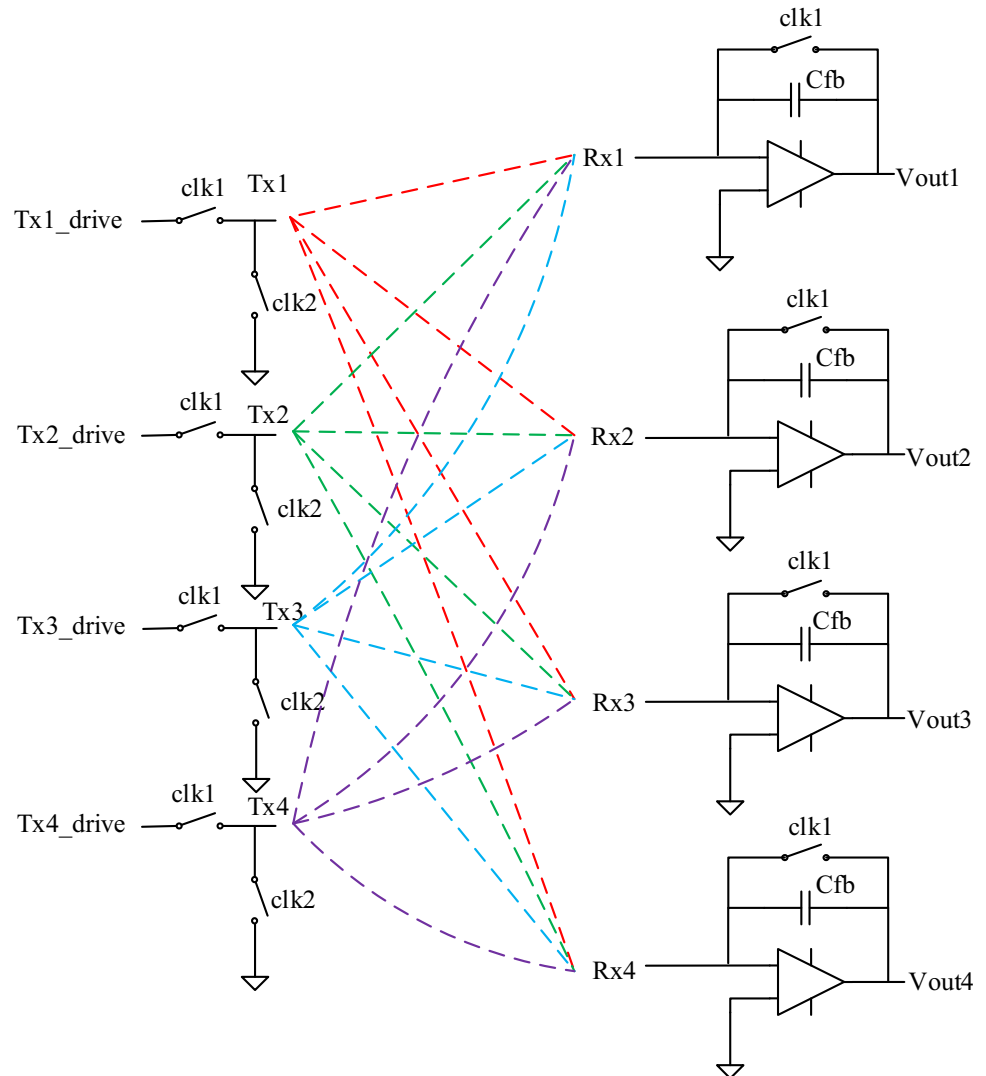 clk1
Cfb
Rx1
Vout1
Tx1
clk1
Tx1_drive
clk2
clk1
Cfb
Rx2
Vout2
Tx2
clk1
Tx2_drive
clk2
clk1
Cfb
Rx3
Vout3
Tx3
clk1
Tx3_drive
clk2
clk1
Cfb
Rx4
Vout4
Tx4
clk1
Tx4_drive
clk2